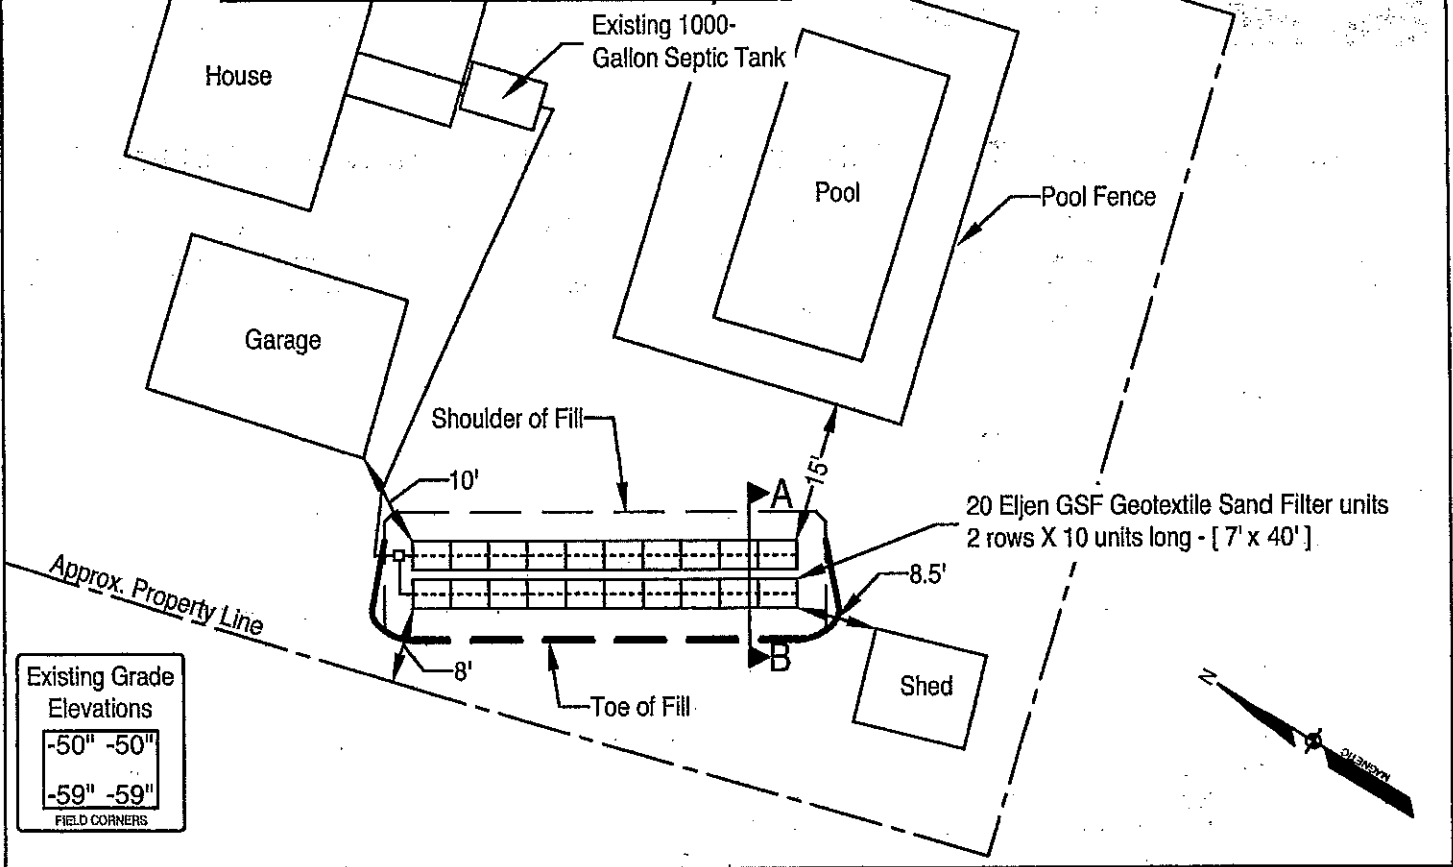 Existing 1000-
Gallon Septic Tank
House
Pool
Pool Fence
Garage
Shoulder of Fill
10'
15'
A
20 Eljen GSF Geotextile Sand Filter units
2 rows X 10 units long - [ 7' x 40' ]
8.5'
Approx. Property Line
8'
B
Toe of Fill
Shed
Existing Grade
Elevations
-50" -50"
-59" -59"
FIELD CORNERS
N
MAGNETIC